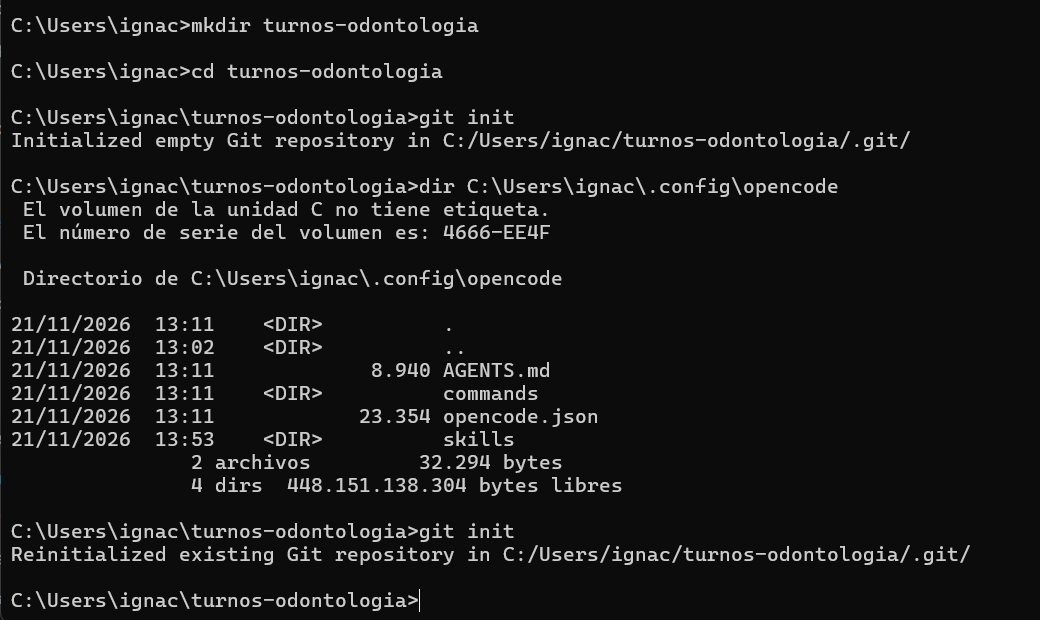 C:\Users\ignac>mkdir turnos-odontologia
C:\Users\ignac>cd turnos-odontologia
C:\Users\ignac\turnos-odontologia>git init
Initialized empty Git repository in C:/Users/ignac/turnos-odontologia/.git/
C:\Users\ignac\turnos-odontologia>dir C:\Users\ignac\.config\opencode
 El volumen de la unidad C no tiene etiqueta.
 El número de serie del volumen es: 4666-EE4F
 Directorio de C:\Users\ignac\.config\opencode
21/11/2026  13:11    <DIR>          .
21/11/2026  13:02    <DIR>          ..
21/11/2026  13:11             8.940 AGENTS.md
21/11/2026  13:11    <DIR>          commands
21/11/2026  13:11            23.354 opencode.json
21/11/2026  13:53    <DIR>          skills
               2 archivos         32.294 bytes
               4 dirs  448.151.138.304 bytes libres
C:\Users\ignac\turnos-odontologia>git init
Reinitialized existing Git repository in C:/Users/ignac/turnos-odontologia/.git/
C:\Users\ignac\turnos-odontologia>